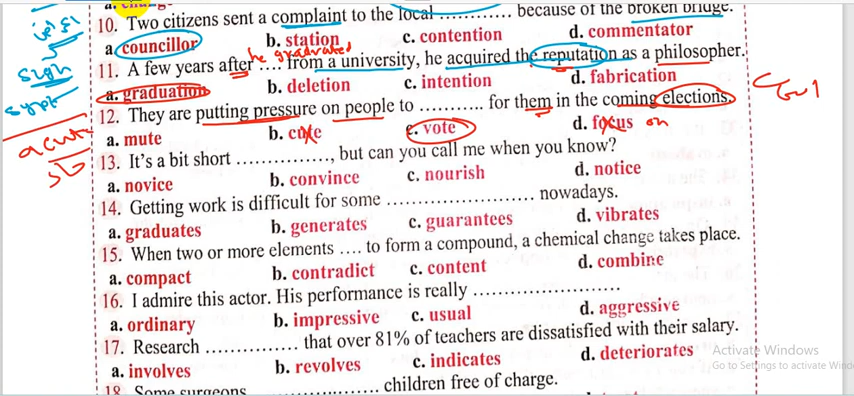 10. Two citizens sent a complaint to the local ............ because of the broken bridge.
a. councillor b. station c. contention d. commentator
he graduated
11. A few years after .... from a university, he acquired the reputation as a philosopher.
a. graduation b. deletion c. intention d. fabrication
12. They are putting pressure on people to ........... for them in the coming elections.
a. mute b. cute c. vote d. focus on
13. It's a bit short ................, but can you call me when you know?
a. novice b. convince c. nourish d. notice
14. Getting work is difficult for some ......................... nowadays.
a. graduates b. generates c. guarantees d. vibrates
15. When two or more elements .... to form a compound, a chemical change takes place.
a. compact b. contradict c. content d. combine
16. I admire this actor. His performance is really .........................
a. ordinary b. impressive c. usual d. aggressive
17. Research ................ that over 81% of teachers are dissatisfied with their salary.
a. involves b. revolves c. indicates d. deteriorates
18. Some surgeons ......................... children free of charge.
acute
Activate Windows
Go to Settings to activate Wind